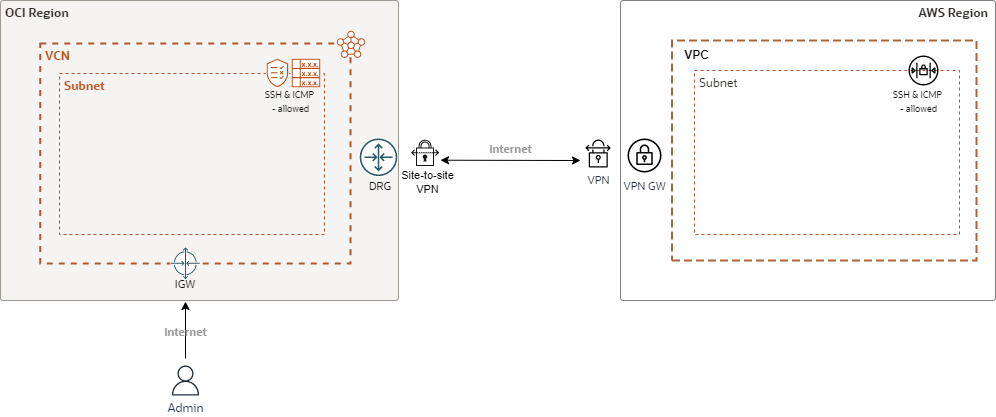 OCI Region
AWS Region
VCN
VPC
Subnet
x.x.x.
x.x.x.
SSH & ICMP
- allowed
Subnet
SSH & ICMP
- allowed
Internet
DRG
Site-to-site
VPN
VPN
VPN GW
IGW
Internet
Admin